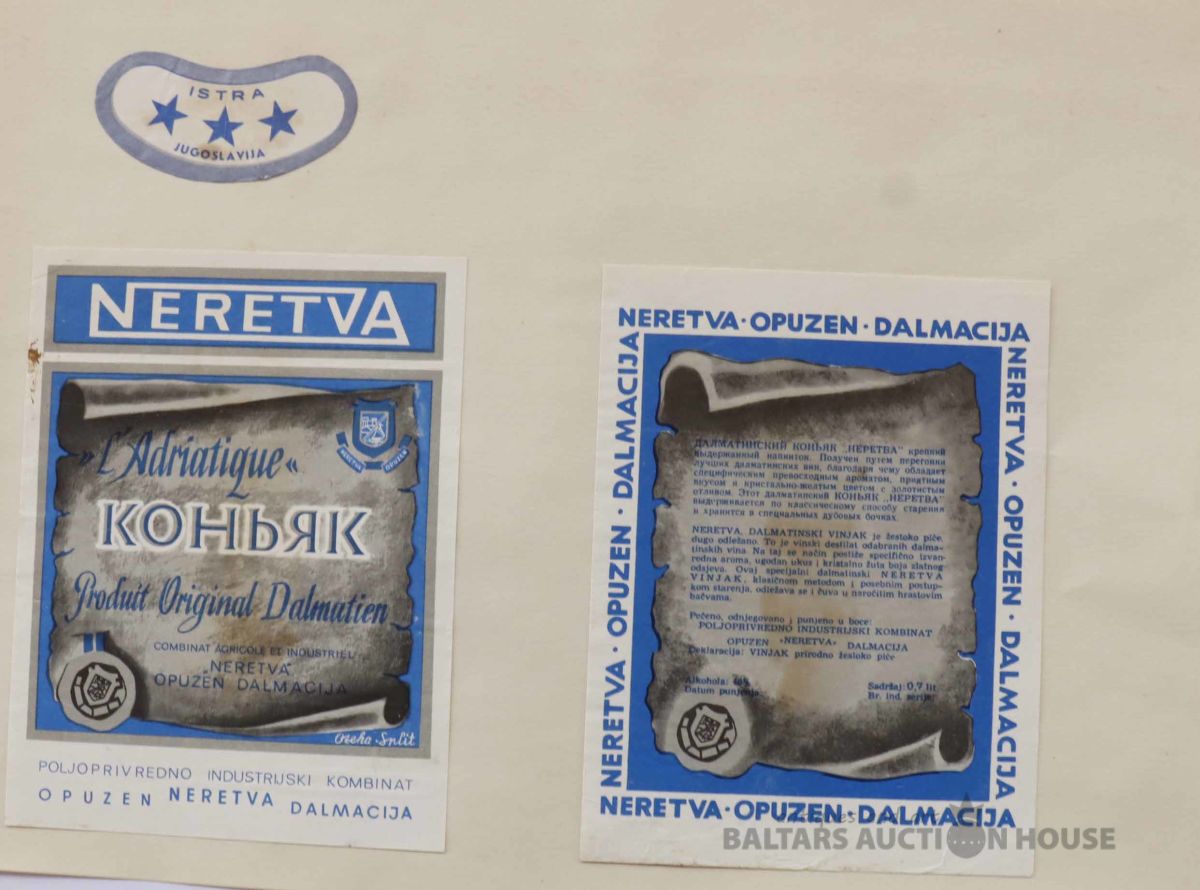 ISTRA
JUGOSLAVIJA
NERETVA
»L'Adriatique«
NERETVA OPUZEN
КОНЬЯК
Produit Original Dalmatien
COMBINAT AGRICOLE ET INDUSTRIEL
"NERETVA"
OPUZEN DALMACIJA
Split
POLJOPRIVREDNO INDUSTRIJSKI KOMBINAT
OPUZEN NERETVA DALMACIJA
NERETVA · OPUZEN · DALMACIJA
NERETVA · OPUZEN · DALMACIJA
NERETVA · OPUZEN · DALMACIJA
ДАЛМАТИНСКИЙ КОНЬЯК „НЕРЕТВА" крепкий
выдержанный напиток. Получен путем перегонки
лучших далматинских вин, благодаря чему обладает
специфическим превосходным ароматом, приятным
вкусом и кристально-желтым цветом с золотистым
отливом. Этот далматинский КОНЬЯК „НЕРЕТВА"
выдерживается по классическому способу старения
и хранится в специальных дубовых бочках.
NERETVA, DALMATINSKI VINJAK je žestoko piće,
dugo odležano. To je vinski destilat odabranih dalma-
tinskih vina. Na taj se način postiže specifično izvan-
redna aroma, ugodan ukus i kristalno žuta boja zlatnog
odsjeva. Ovaj specijalni dalmatinski NERETVA
VINJAK, klasičnom metodom i posebnim postup-
kom starenja, odležava se i čuva u naročitim hrastovim
bačvama.
Pečeno, odnjegovano i punjeno u boce:
POLJOPRIVREDNO INDUSTRIJSKI KOMBINAT
OPUZEN »NERETVA« DALMACIJA
Deklaracija: VINJAK prirodno žestoko piće
Alkohola:
Datum punjenja:
Sadržaj: 0,7 lit
Br. ind. serije:
NERETVA · OPUZEN · DALMACIJA
BALTARS AUCTION HOUSE